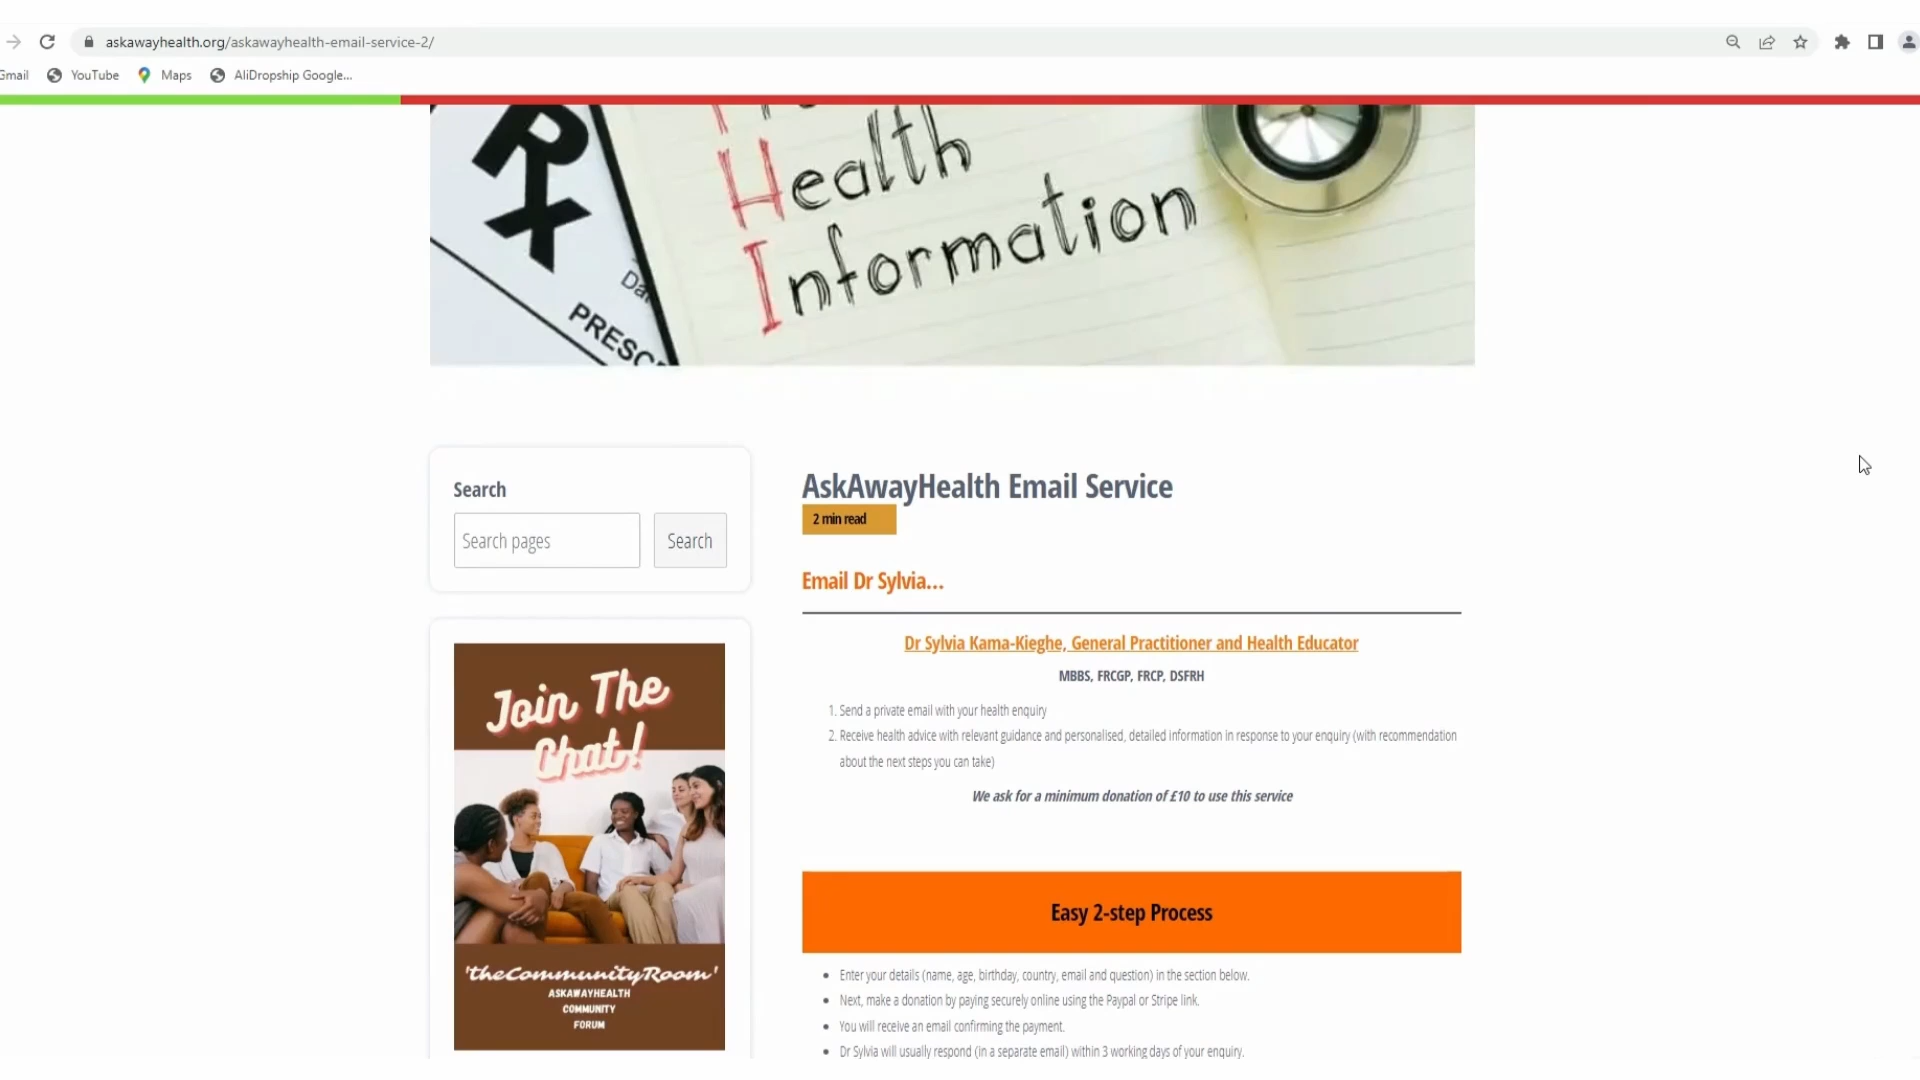 askawayhealth.org/askawayhealth-email-service-2/
Gmail
YouTube
Maps
AliDropship Google...
Rx
PRESC
Health
Information
Search
Search pages
Search
Join The
Chat!
'theCommunityRoom'
ASKAWAYHEALTH
COMMUNITY
FORUM
AskAwayHealth Email Service
2 min read
Email Dr Sylvia...
Dr Sylvia Kama-Kieghe, General Practitioner and Health Educator
MBBS, FRCGP, FRCP, DSFRH
1. Send a private email with your health enquiry
2. Receive health advice with relevant guidance and personalised, detailed information in response to your enquiry (with recommendation
about the next steps you can take)
We ask for a minimum donation of £10 to use this service
Easy 2-step Process
Enter your details (name, age, birthday, country, email and question) in the section below.
Next, make a donation by paying securely online using the Paypal or Stripe link.
You will receive an email confirming the payment.
Dr Sylvia will usually respond (in a separate email) within 3 working days of your enquiry.